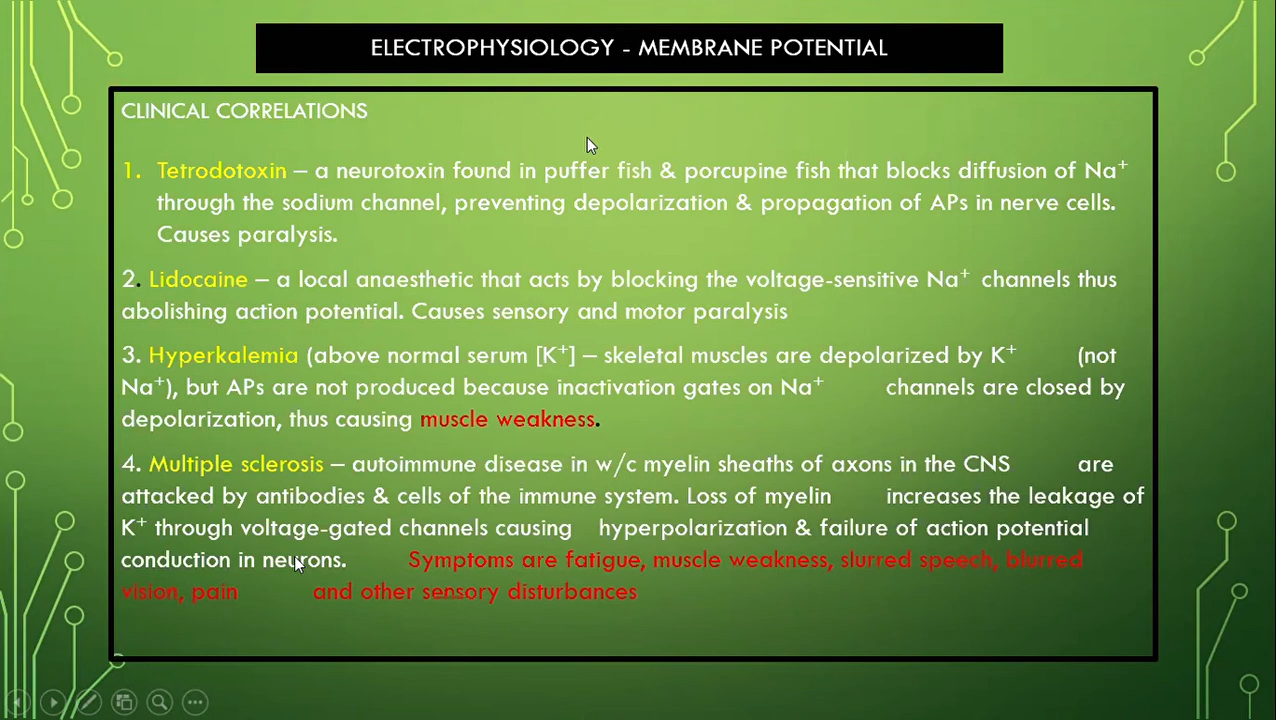 ELECTROPHYSIOLOGY - MEMBRANE POTENTIAL
CLINICAL CORRELATIONS
1. Tetrodotoxin – a neurotoxin found in puffer fish & porcupine fish that blocks diffusion of Na⁺
through the sodium channel, preventing depolarization & propagation of APs in nerve cells.
Causes paralysis.
2. Lidocaine – a local anaesthetic that acts by blocking the voltage-sensitive Na⁺ channels thus
abolishing action potential. Causes sensory and motor paralysis
3. Hyperkalemia (above normal serum [K⁺] – skeletal muscles are depolarized by K⁺ (not
Na⁺), but APs are not produced because inactivation gates on Na⁺ channels are closed by
depolarization, thus causing muscle weakness.
4. Multiple sclerosis – autoimmune disease in w/c myelin sheaths of axons in the CNS are
attacked by antibodies & cells of the immune system. Loss of myelin increases the leakage of
K⁺ through voltage-gated channels causing hyperpolarization & failure of action potential
conduction in neurons. Symptoms are fatigue, muscle weakness, slurred speech, blurred
vision, pain and other sensory disturbances